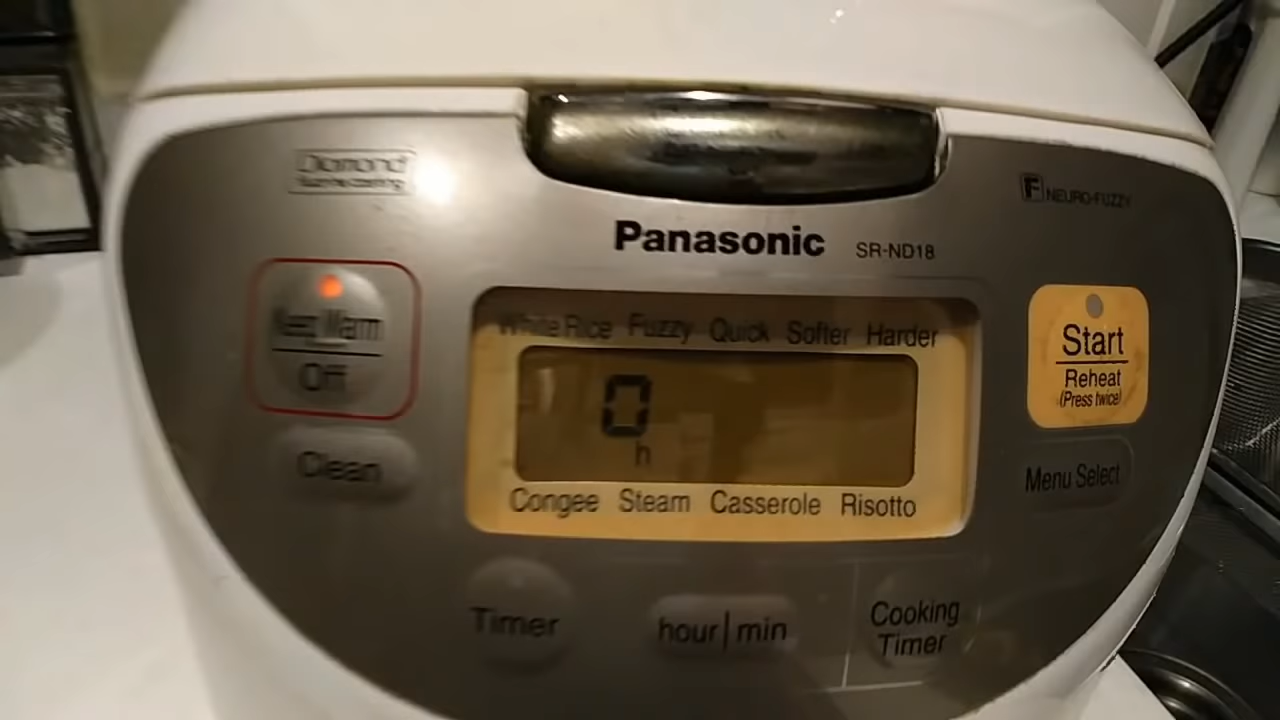 Diamond
NEURO-FUZZY
Panasonic SR-ND18
Keep Warm
Off
White Rice Fuzzy Quick Softer Harder
0
h
Congee Steam Casserole Risotto
Start
Reheat
(Press twice)
Clean
Menu Select
Timer
hour|min
Cooking
Timer